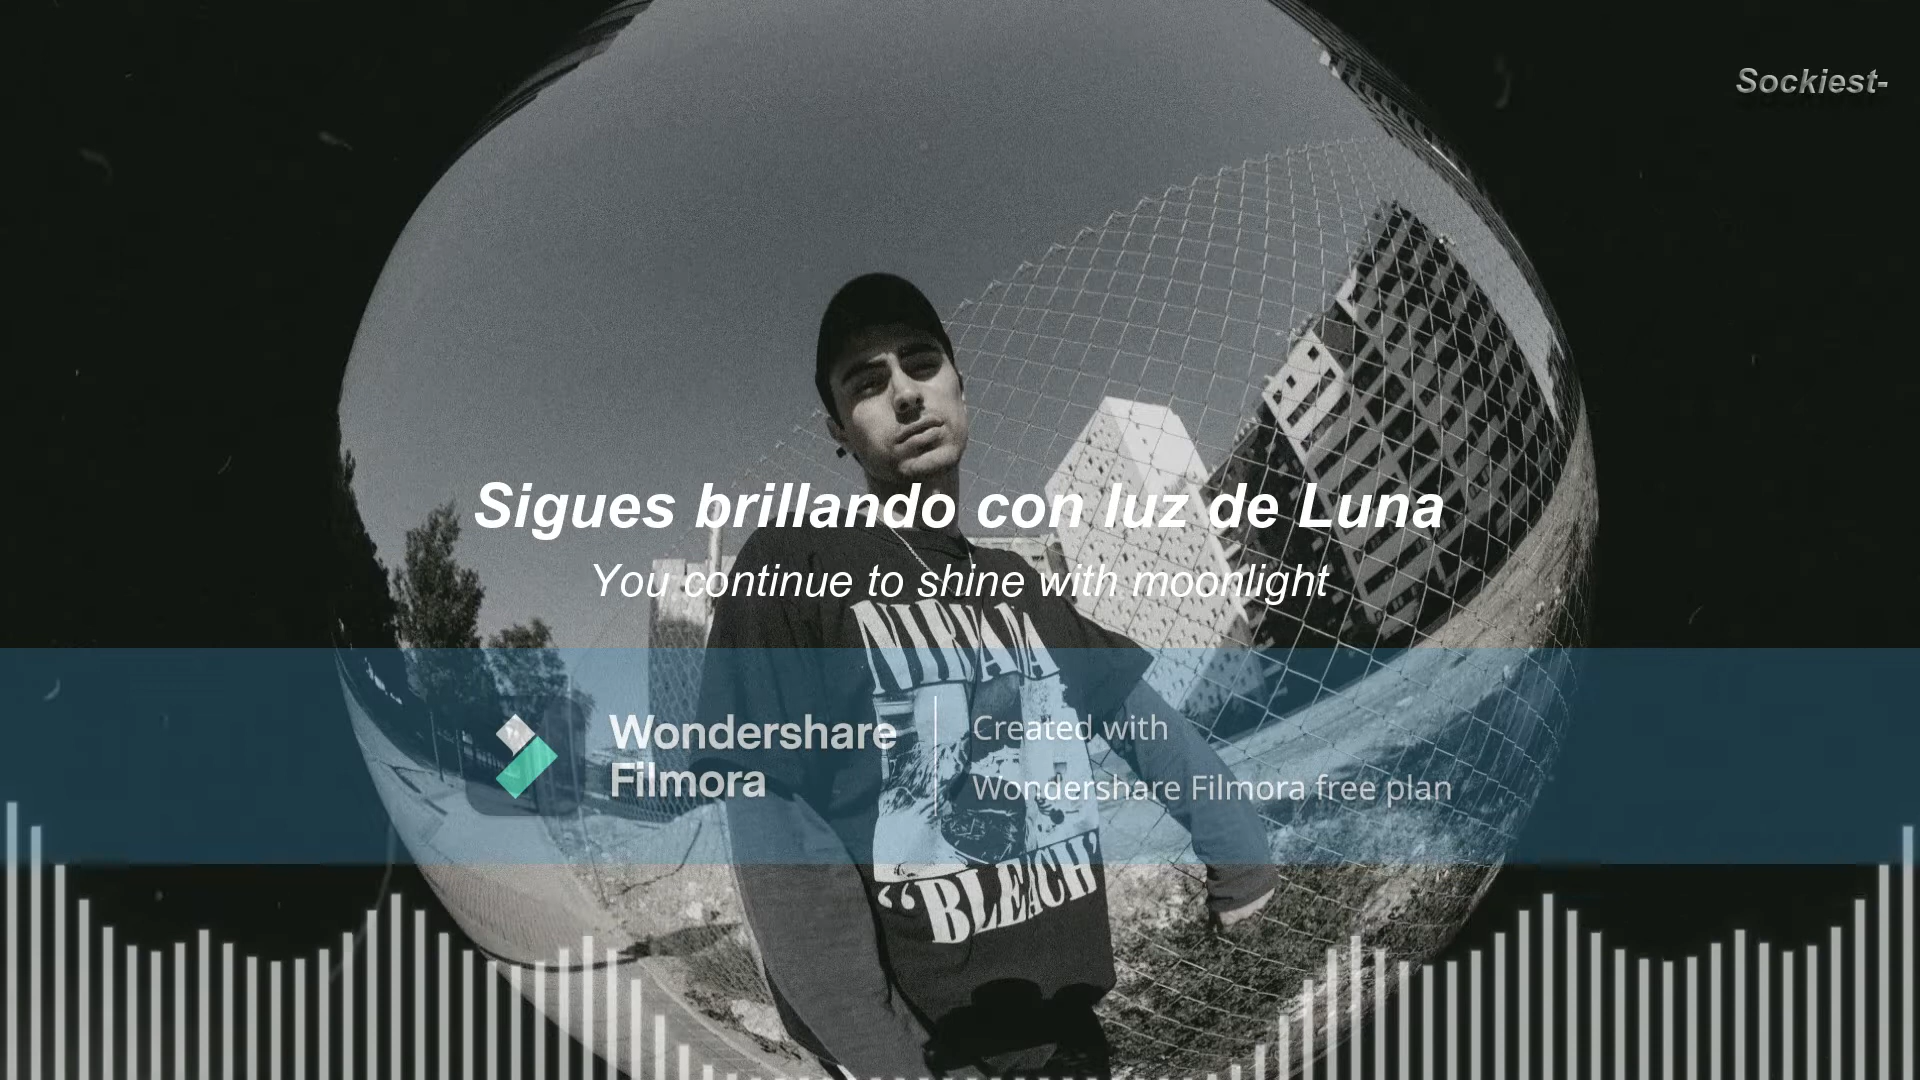 Sockiest-
Sigues brillando con luz de Luna
You continue to shine with moonlight
NIRVANA
Wondershare
Filmora
Created with
Wondershare Filmora free plan
“BLEACH”